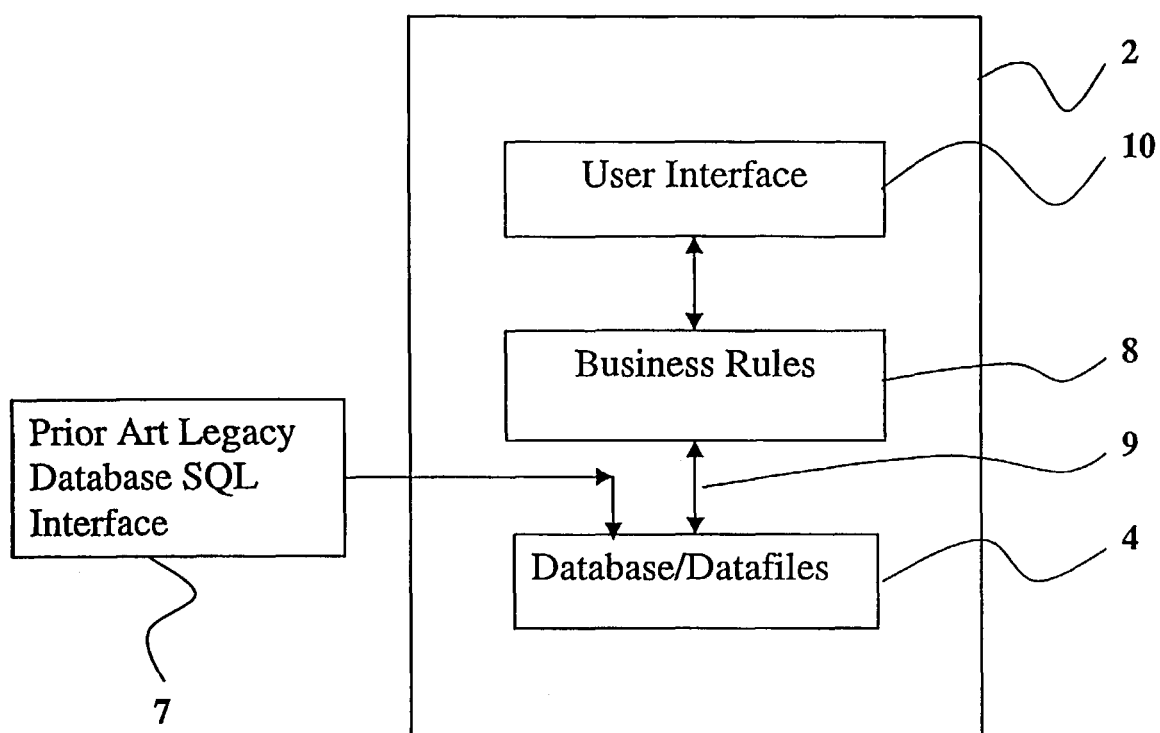 2
10
User Interface
Business Rules
8
Prior Art Legacy
Database SQL
Interface
9
Database/Datafiles
4
7